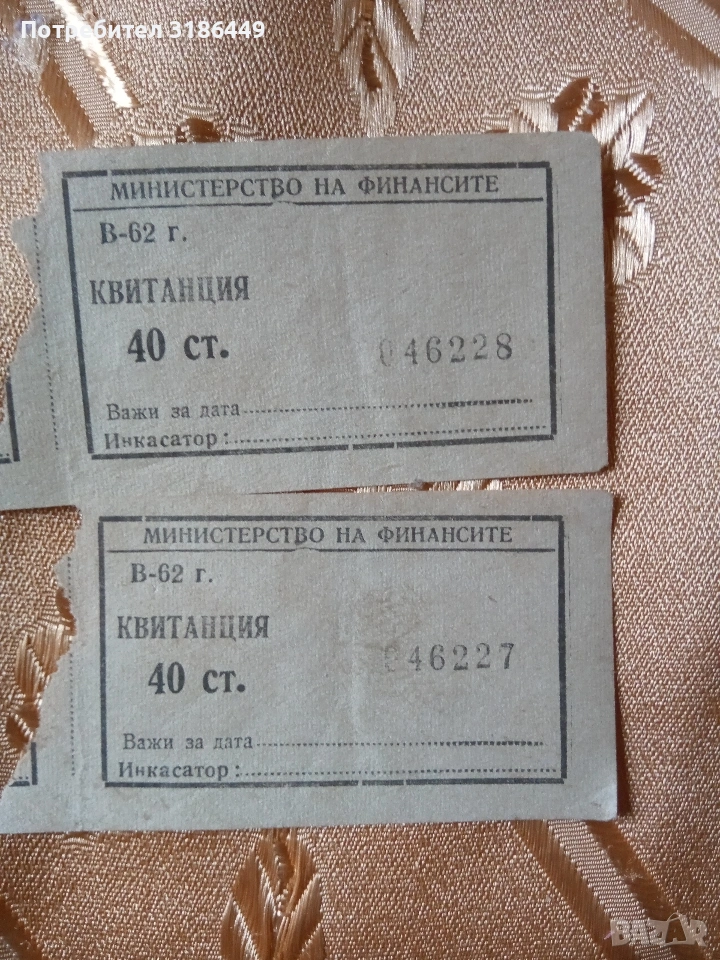 Потребител 3186449
МИНИСТЕРСТВО НА ФИНАНСИТЕ
В-62 г.
КВИТАНЦИЯ
40 ст.
046228
Важи за дата
Инкасатор:
МИНИСТЕРСТВО НА ФИНАНСИТЕ
В-62 г.
КВИТАНЦИЯ
40 ст.
046227
Важи за дата
Инкасатор:
BAZAR